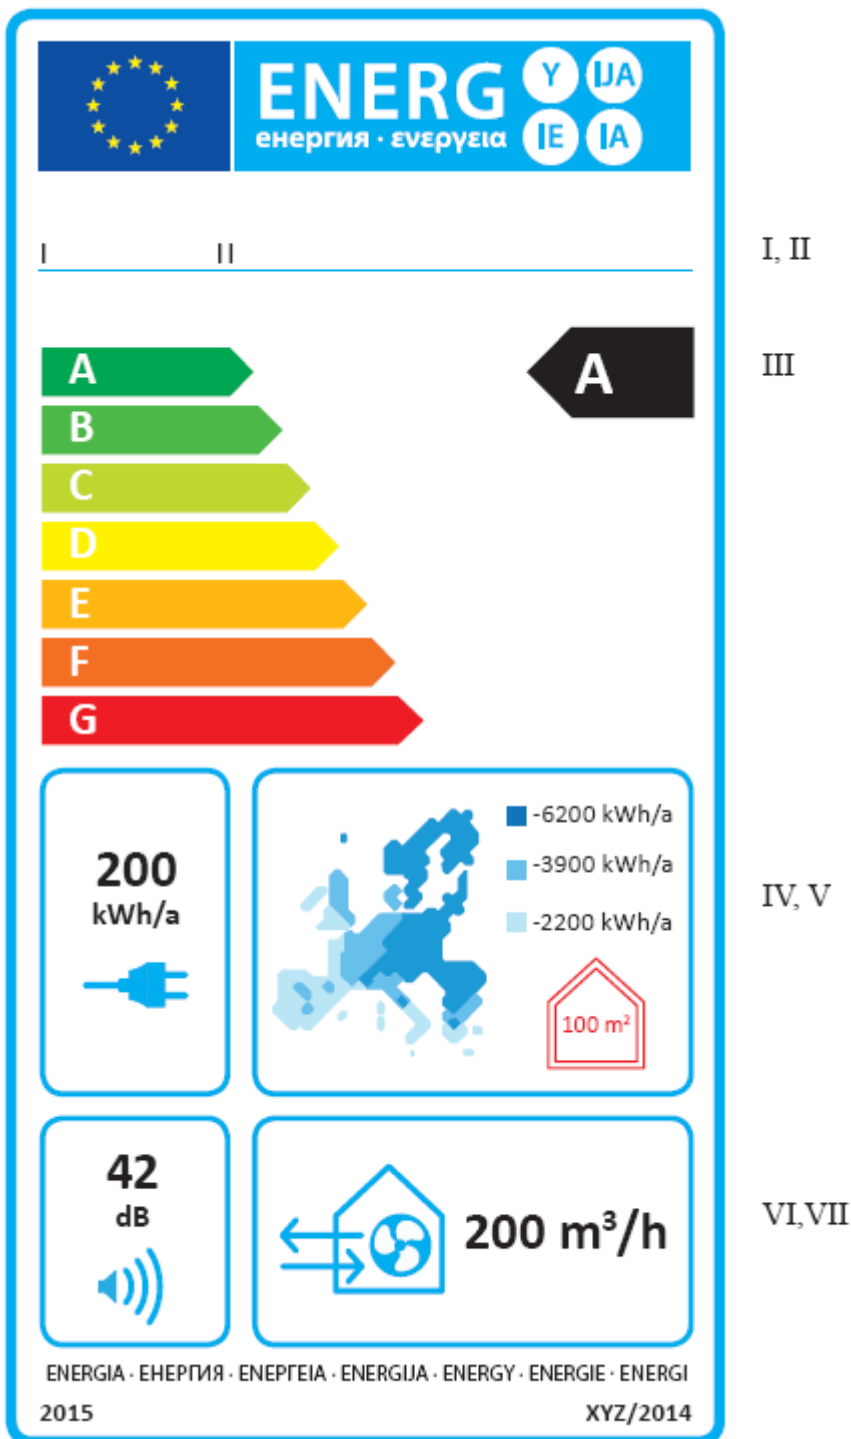 ENERG Y IJA
енергия · ενεργεια IE IA
I II I, II
A A III
B
C
D
E
F
G
200
kWh/a
-6200 kWh/a
-3900 kWh/a
-2200 kWh/a
100 m²
IV, V
42
dB
200 m³/h
VI,VII
ENERGIA · ЕНЕРГИЯ · ΕΝΕΡΓΕΙΑ · ENERGIJA · ENERGY · ENERGIE · ENERGI
2015 XYZ/2014